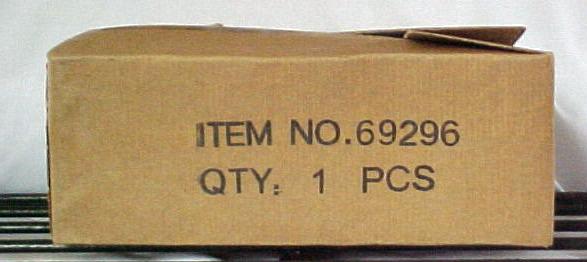 ITEM NO.69296
QTY: 1 PCS